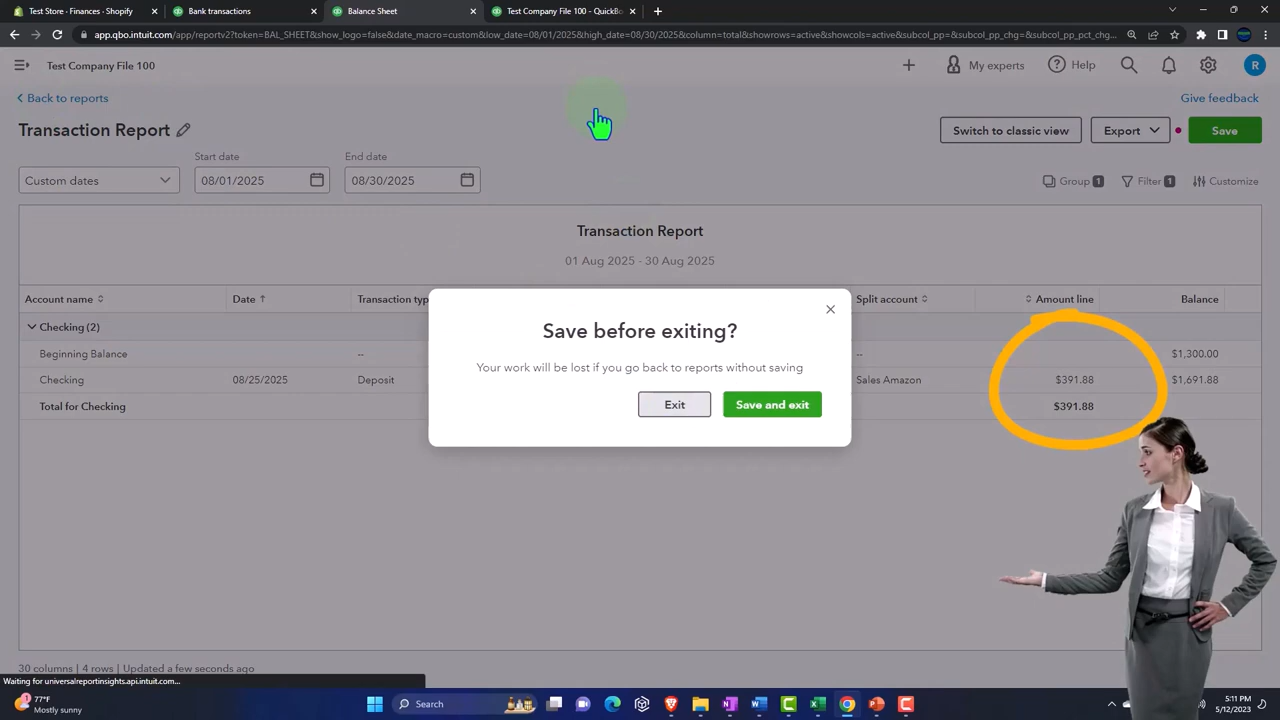 Test Store - Finances - Shopify
Bank transactions
Balance Sheet
Test Company File 100 - QuickBo
app.qbo.intuit.com/app/reportv2?token=BAL_SHEET&show_logo=false&date_macro=custom&low_date=08/01/2025&high_date=08/30/2025&column=total&showrows=active&showcols=active&subcol_pp=&subcol_pp_chg=&subcol_pp_pct_chg...
Test Company File 100
My experts
Help
R
Back to reports
Give feedback
Transaction Report
Switch to classic view
Export
Save
Start date
End date
Custom dates
08/01/2025
08/30/2025
Group 1
Filter 1
Customize
Transaction Report
01 Aug 2025 - 30 Aug 2025
Account name
Date
Transaction typ
Split account
Amount line
Balance
Checking (2)
Beginning Balance
--
--
$1,300.00
Checking
08/25/2025
Deposit
Sales Amazon
$391.88
$1,691.88
Total for Checking
$391.88
Save before exiting?
Your work will be lost if you go back to reports without saving
Exit
Save and exit
30 columns | 4 rows | Updated a few seconds ago
Waiting for universalreportinsights.api.intuit.com...
77°F
Mostly sunny
Search
5:11 PM
5/12/2023